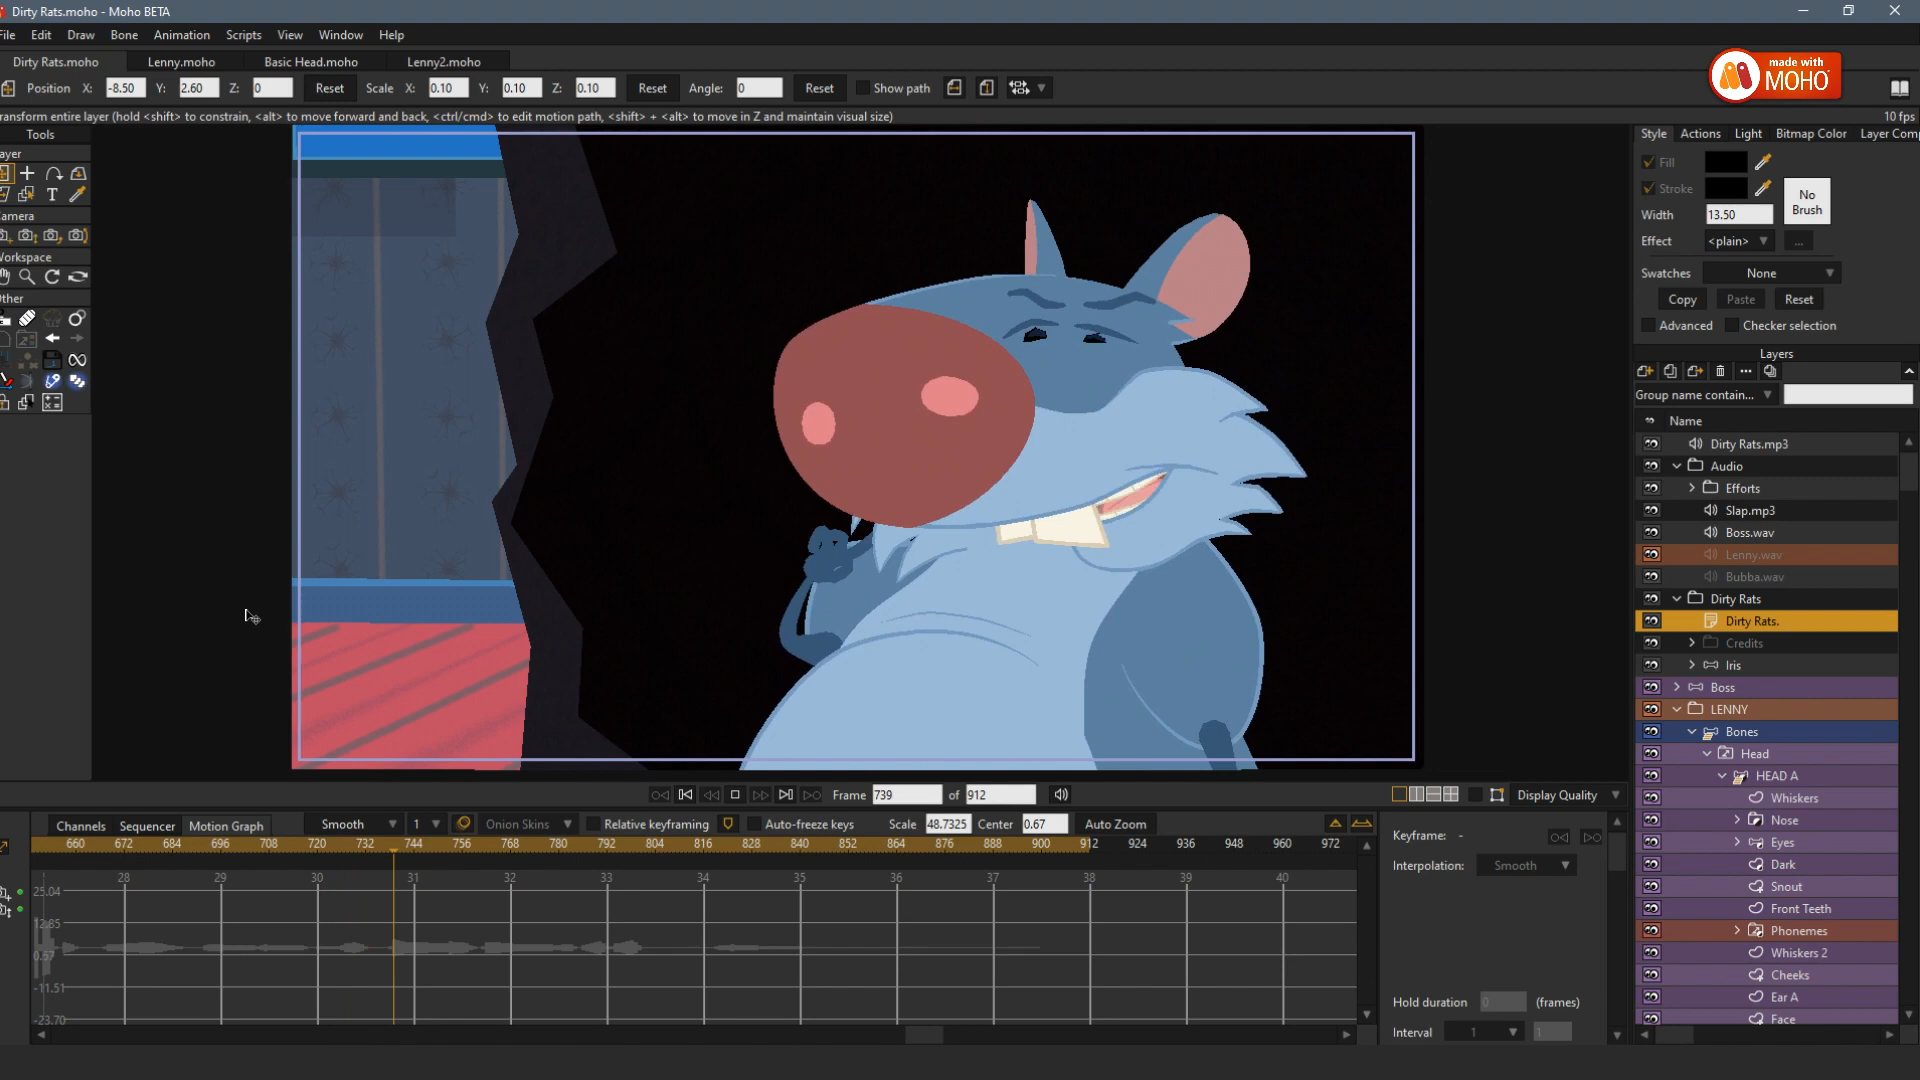 Dirty Rats.moho - Moho BETA
File Edit Draw Bone Animation Scripts View Window Help
Dirty Rats.moho Lenny.moho Basic Head.moho Lenny2.moho
made with
MOHO
Position X: -8.50 Y: 2.60 Z: 0 Reset Scale X: 0.10 Y: 0.10 Z: 0.10 Reset Angle: 0 Reset Show path
ransform entire layer (hold <shift> to constrain, <alt> to move forward and back, <ctrl/cmd> to edit motion path, <shift> + <alt> to move in Z and maintain visual size) 10 fps
Tools
ayer
T
amera
Workspace
Other
Style Actions Light Bitmap Color Layer Comp
Fill
Stroke
No
Brush
Width 13.50
Effect <plain> ...
Swatches None
Copy Paste Reset
Advanced Checker selection
Layers
Group name contain...
Name
Dirty Rats.mp3
Audio
Efforts
Slap.mp3
Boss.wav
Lenny.wav
Bubba.wav
Dirty Rats
Dirty Rats.
Credits
Iris
Boss
LENNY
Bones
Head
HEAD A
Whiskers
Nose
Eyes
Dark
Snout
Front Teeth
Phonemes
Whiskers 2
Cheeks
Ear A
Face
Frame 739 of 912 Display Quality
Channels Sequencer Motion Graph Smooth 1 Onion Skins Relative keyframing Auto-freeze keys Scale 48.7325 Center 0.67 Auto Zoom
660 672 684 696 708 720 732 744 756 768 780 792 804 816 828 840 852 864 876 888 900 912 924 936 948 960 972
28 29 30 31 32 33 34 35 36 37 38 39 40
25.04
12.85
0.67
-11.51
-23.70
Keyframe: -
Interpolation: Smooth
Hold duration 0 (frames)
Interval 1 1